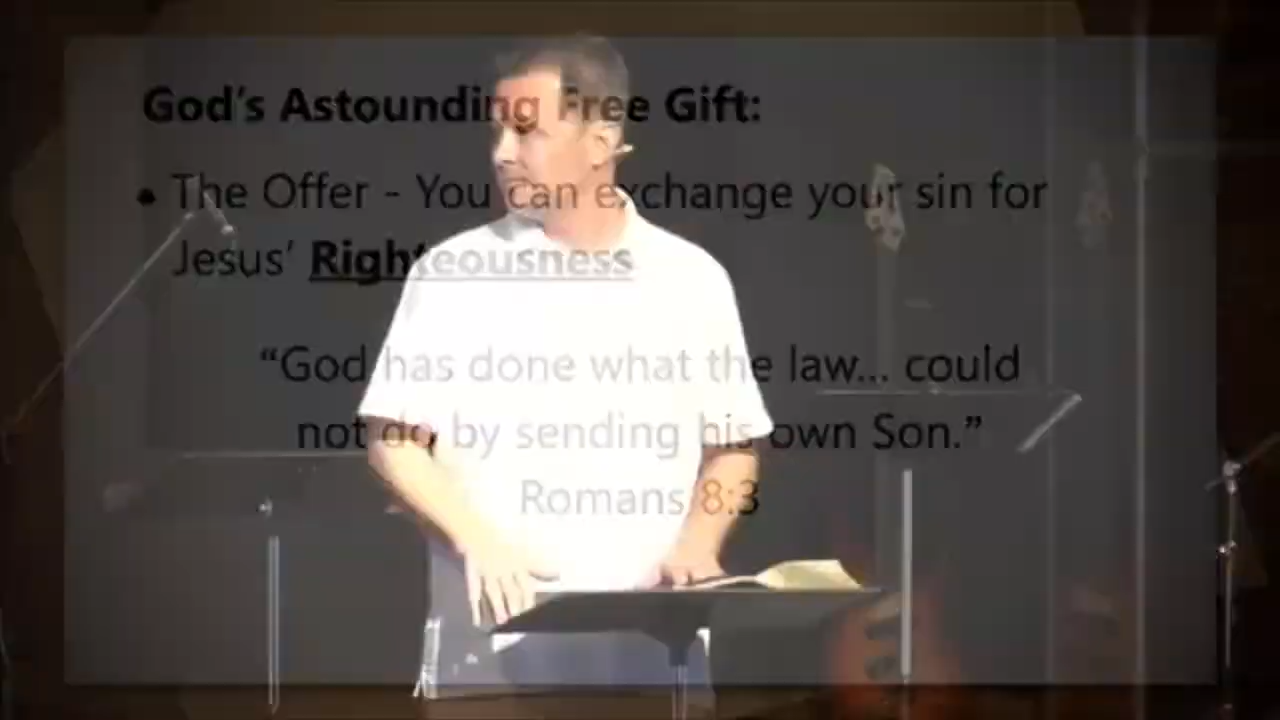 God's Astounding Free Gift:
• The Offer - You can exchange your sin for
Jesus' Righteousness
“God has done what the law... could
not do by sending his own Son.”
Romans 8:3